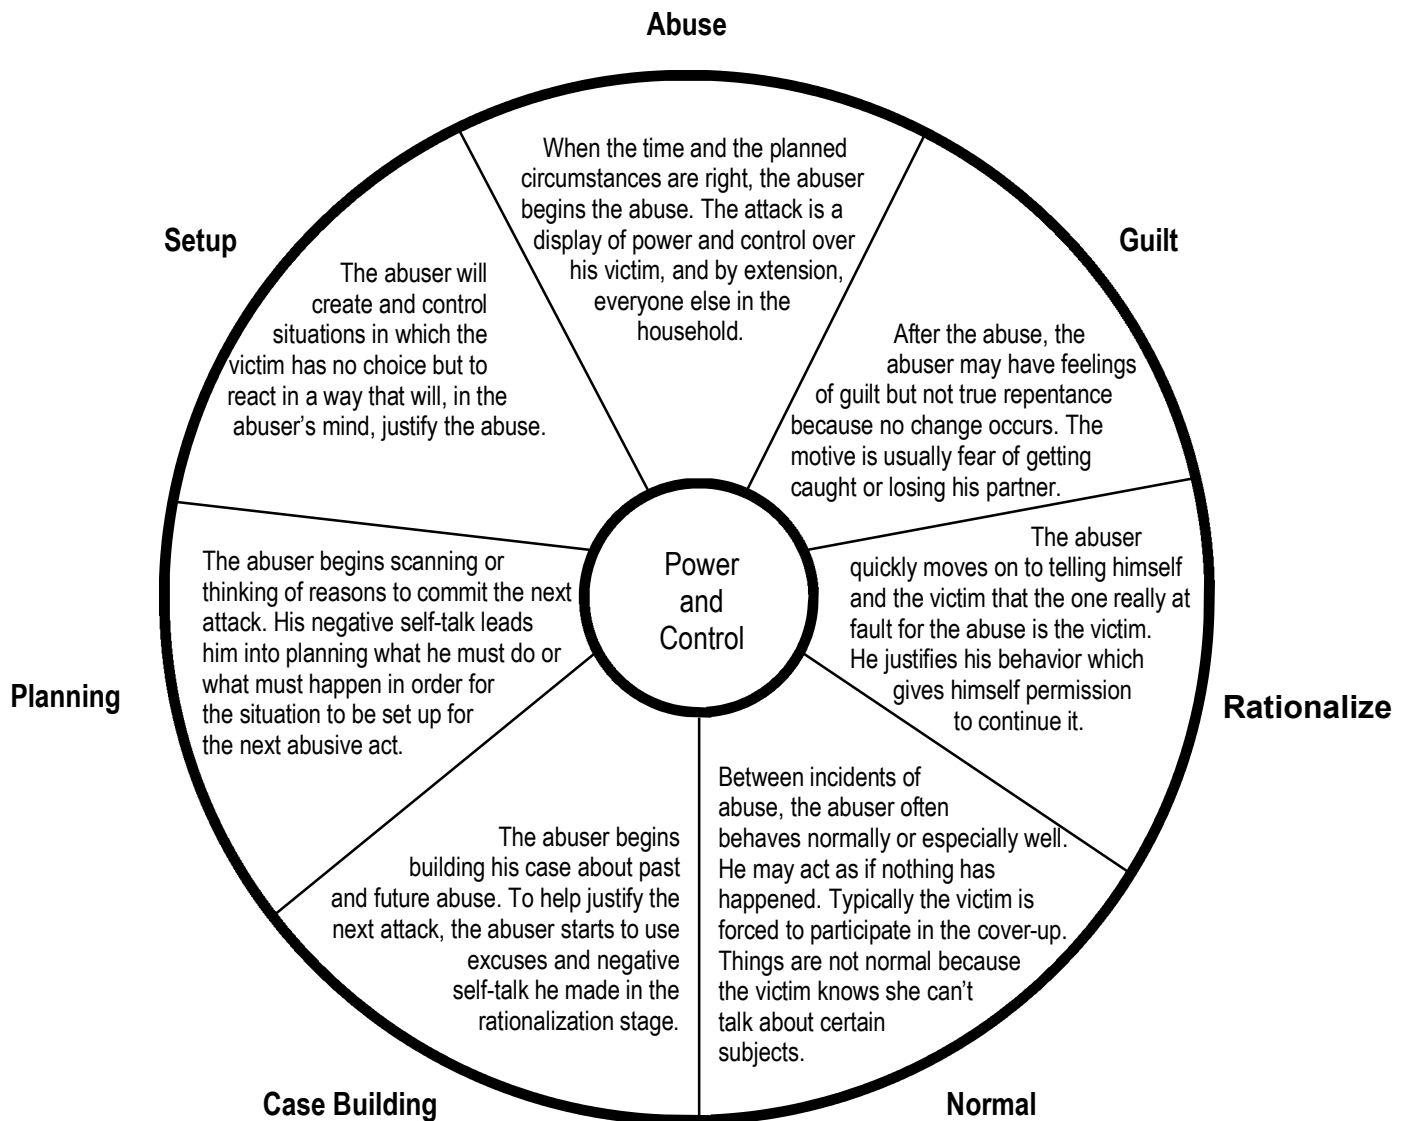 Abuse
When the time and the planned
circumstances are right, the abuser
begins the abuse. The attack is a
display of power and control over
his victim, and by extension,
everyone else in the
household.
Guilt
After the abuse, the
abuser may have feelings
of guilt but not true repentance
because no change occurs. The
motive is usually fear of getting
caught or losing his partner.
Rationalize
The abuser
quickly moves on to telling himself
and the victim that the one really at
fault for the abuse is the victim.
He justifies his behavior which
gives himself permission
to continue it.
Normal
Between incidents of
abuse, the abuser often
behaves normally or especially well.
He may act as if nothing has
happened. Typically the victim is
forced to participate in the cover-up.
Things are not normal because
the victim knows she can't
talk about certain
subjects.
Case Building
The abuser begins
building his case about past
and future abuse. To help justify the
next attack, the abuser starts to use
excuses and negative
self-talk he made in the
rationalization stage.
Planning
The abuser begins scanning or
thinking of reasons to commit the next
attack. His negative self-talk leads
him into planning what he must do or
what must happen in order for
the situation to be set up for
the next abusive act.
Setup
The abuser will
create and control
situations in which the
victim has no choice but to
react in a way that will, in the
abuser's mind, justify the abuse.
Power
and
Control